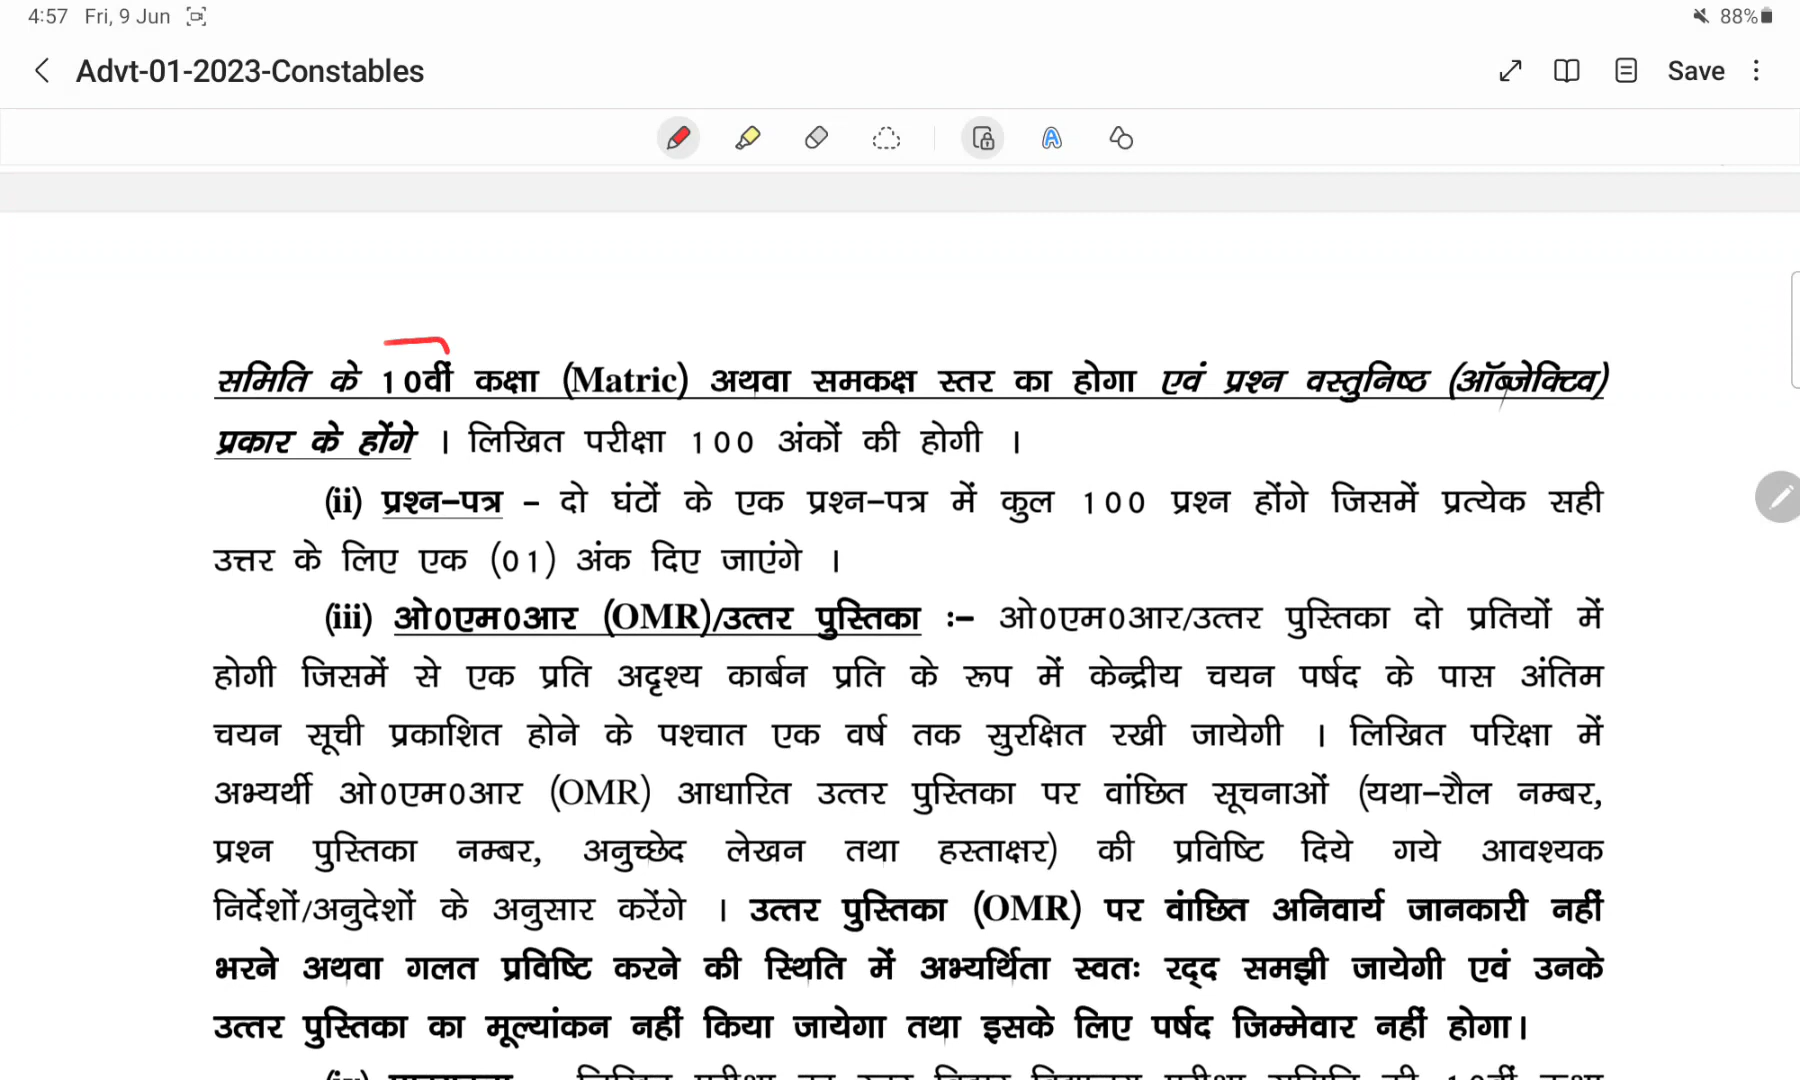 4:57 Fri, 9 Jun 88%
Advt-01-2023-Constables Save
समिति के 10वीं कक्षा (Matric) अथवा समकक्ष स्तर का होगा एवं प्रश्न वस्तुनिष्ठ (ऑब्जेक्टिव)
प्रकार के होंगे । लिखित परीक्षा 100 अंकों की होगी ।
(ii) प्रश्न–पत्र – दो घंटों के एक प्रश्न–पत्र में कुल 100 प्रश्न होंगे जिसमें प्रत्येक सही
उत्तर के लिए एक (01) अंक दिए जाएंगे ।
(iii) ओ0एम0आर (OMR)/उत्तर पुस्तिका :– ओ0एम0आर/उत्तर पुस्तिका दो प्रतियों में
होगी जिसमें से एक प्रति अदृश्य कार्बन प्रति के रूप में केन्द्रीय चयन पर्षद के पास अंतिम
चयन सूची प्रकाशित होने के पश्चात एक वर्ष तक सुरक्षित रखी जायेगी । लिखित परिक्षा में
अभ्यर्थी ओ0एम0आर (OMR) आधारित उत्तर पुस्तिका पर वांछित सूचनाओं (यथा–रौल नम्बर,
प्रश्न पुस्तिका नम्बर, अनुच्छेद लेखन तथा हस्ताक्षर) की प्रविष्टि दिये गये आवश्यक
निर्देशों/अनुदेशों के अनुसार करेंगे । उत्तर पुस्तिका (OMR) पर वांछित अनिवार्य जानकारी नहीं
भरने अथवा गलत प्रविष्टि करने की स्थिति में अभ्यर्थिता स्वतः रद्द समझी जायेगी एवं उनके
उत्तर पुस्तिका का मूल्यांकन नहीं किया जायेगा तथा इसके लिए पर्षद जिम्मेवार नहीं होगा।